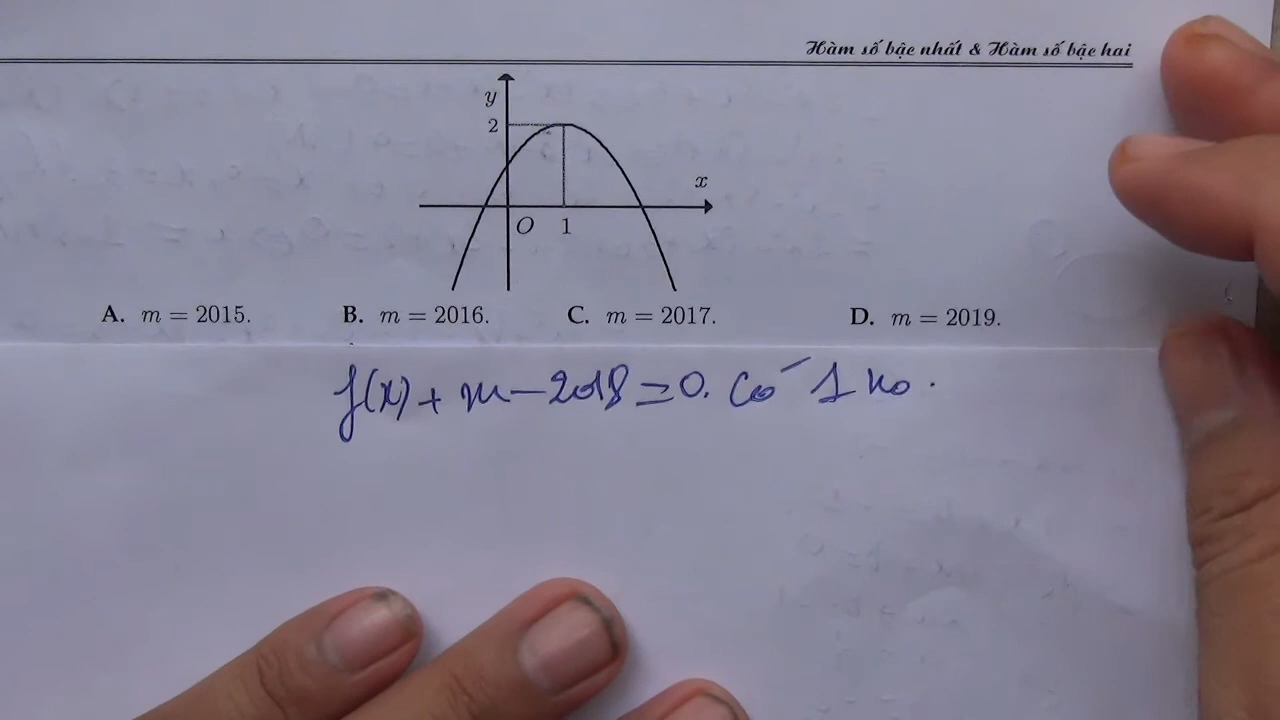 Hàm số bậc nhất & Hàm số bậc hai
y
2
x
O 1
A. m = 2015. B. m = 2016. C. m = 2017. D. m = 2019.
f(x) + m - 2018 = 0. Có 1 no.